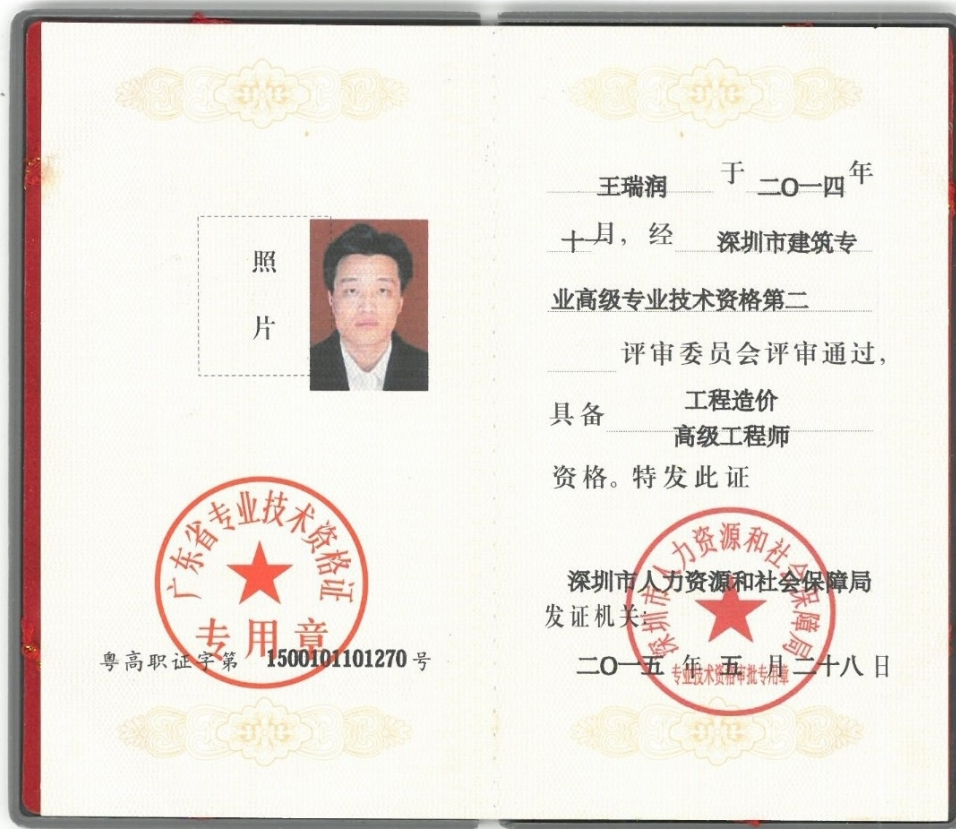 照
片
广东省专业技术资格证
专用章
粤高职证字第 1500101101270 号
王瑞润 于 二〇一四 年
十一月，经 深圳市建筑专
业高级专业技术资格第二
评审委员会评审通过，
具备 工程造价
高级工程师
资格。特发此证
深圳市人力资源和社会保障局
深圳市人力资源和社会保障局
发证机关：
二〇一五 年 五 月 二十八 日
专业技术资格审批专用章